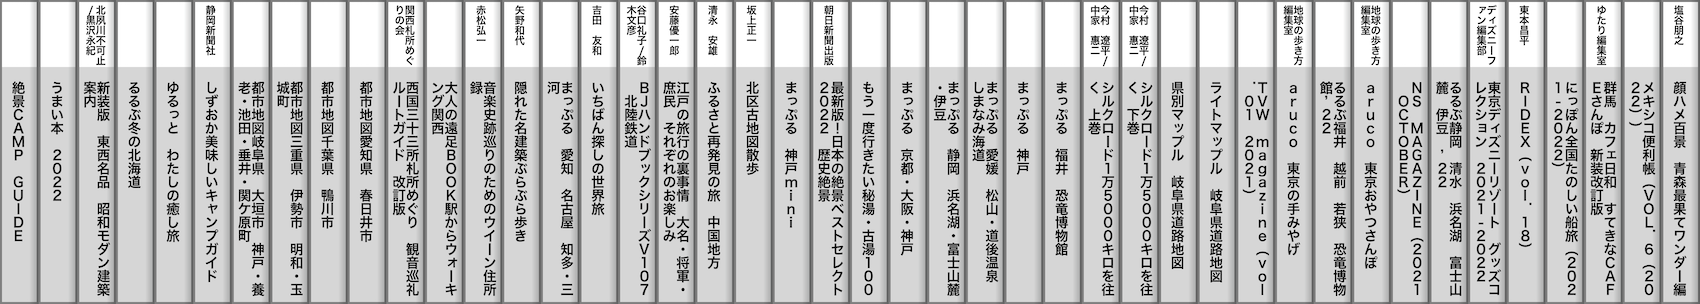 塩谷朋之
顔ハメ百景　青森最果てワンダー編
メキシコ便利帳（VOL．6（20
22）
ゆたり編集室
群馬　カフェ日和　すてきなCAF
Eさんぽ　新装改訂版
にっぽん全国たのしい船旅（202
1-2022）
東本昌平
RIDEX（vol．18）
ディズニーフ
ァン編集部
東京ディズニーリゾート　グッズコ
レクション　2021-2022
るるぶ静岡　清水　浜名湖　富士山
麓　伊豆　'22
NS　MAGAZINE（2021
OCTOBER）
地球の歩き方
編集室
aruco　東京おやつさんぽ
るるぶ福井　越前　若狭　恐竜博物
館'22
地球の歩き方
編集室
aruco　東京の手みやげ
TVW　magazine（vol
．01　2021）
ライトマップル　岐阜県道路地図
県別マップル　岐阜県道路地図
今村　遼平/
中家　惠二
シルクロード1万5000キロを往
く　下巻
今村　遼平/
中家　惠二
シルクロード1万5000キロを往
く　上巻
まっぷる　福井　恐竜博物館
まっぷる　神戸
まっぷる　愛媛　松山・道後温泉
しまなみ海道
まっぷる　静岡　浜名湖・富士山麓
・伊豆
まっぷる　京都・大阪・神戸
もう一度行きたい秘湯・古湯100
朝日新聞出版
最新版！日本の絶景ベストセレクト
2022　歴史絶景
まっぷる　神戸mini
坂上正一
北区古地図散歩
清永　安雄
ふるさと再発見の旅　中国地方
安藤優一郎
江戸の旅行の裏事情　大名・将軍・
庶民　それぞれのお楽しみ
谷口礼子/鈴
木文彦
BJハンドブックシリーズV107
北陸鉄道
吉田　友和
いちばん探しの世界旅
まっぷる　愛知　名古屋　知多・三
河
矢野和代
隠れた名建築ぶらぶら歩き
赤松弘一
音楽史跡巡りのためのウイーン住所
録
大人の遠足BOOK駅からウォーキ
ング関西
関西札所めぐ
りの会
西国三十三所札所めぐり　観音巡礼
ルートガイド　改訂版
都市地図愛知県　春日井市
都市地図千葉県　鴨川市
都市地図三重県　伊勢市　明和・玉
城町
都市地図岐阜県　大垣市　神戸・養
老・池田・垂井・関ケ原町
静岡新聞社
しずおか美味しいキャンプガイド
ゆるっと　わたしの癒し旅
るるぶ冬の北海道
北夙川不可止
/黒沢永紀
新装版　東西名品　昭和モダン建築
案内
うまい本　2022
絶景CAMP　GUIDE